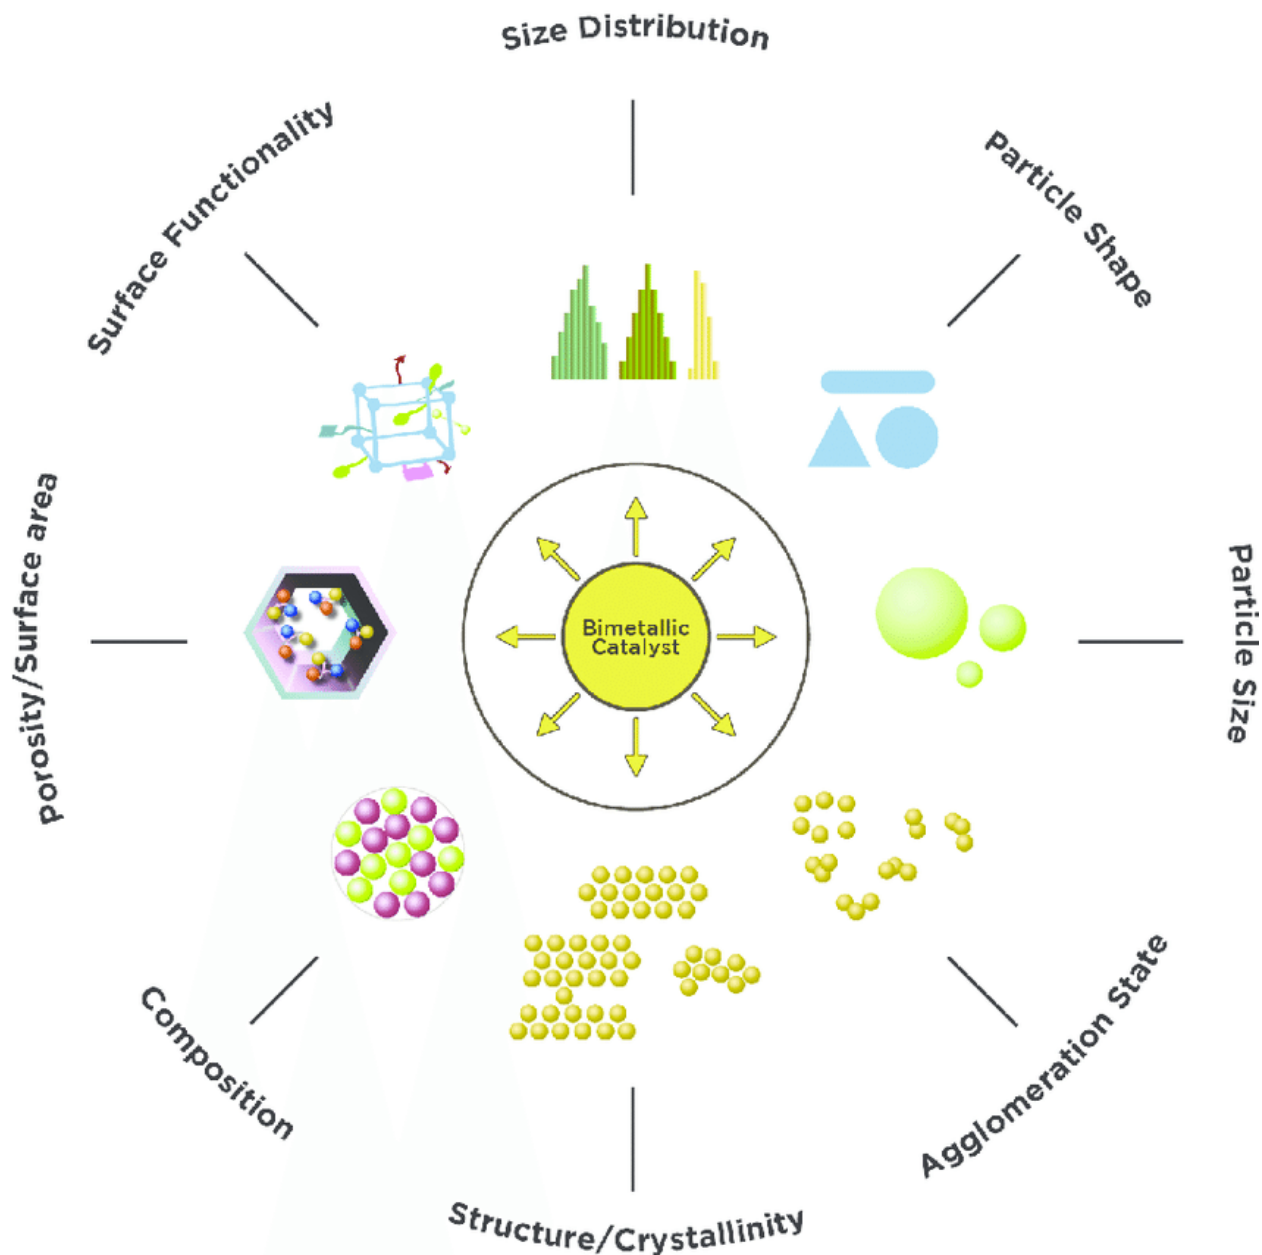 Size Distribution
Particle Shape
Surface Functionality
Particle Size
porosity/Surface area
Bimetallic
Catalyst
Agglomeration State
Composition
Structure/Crystallinity